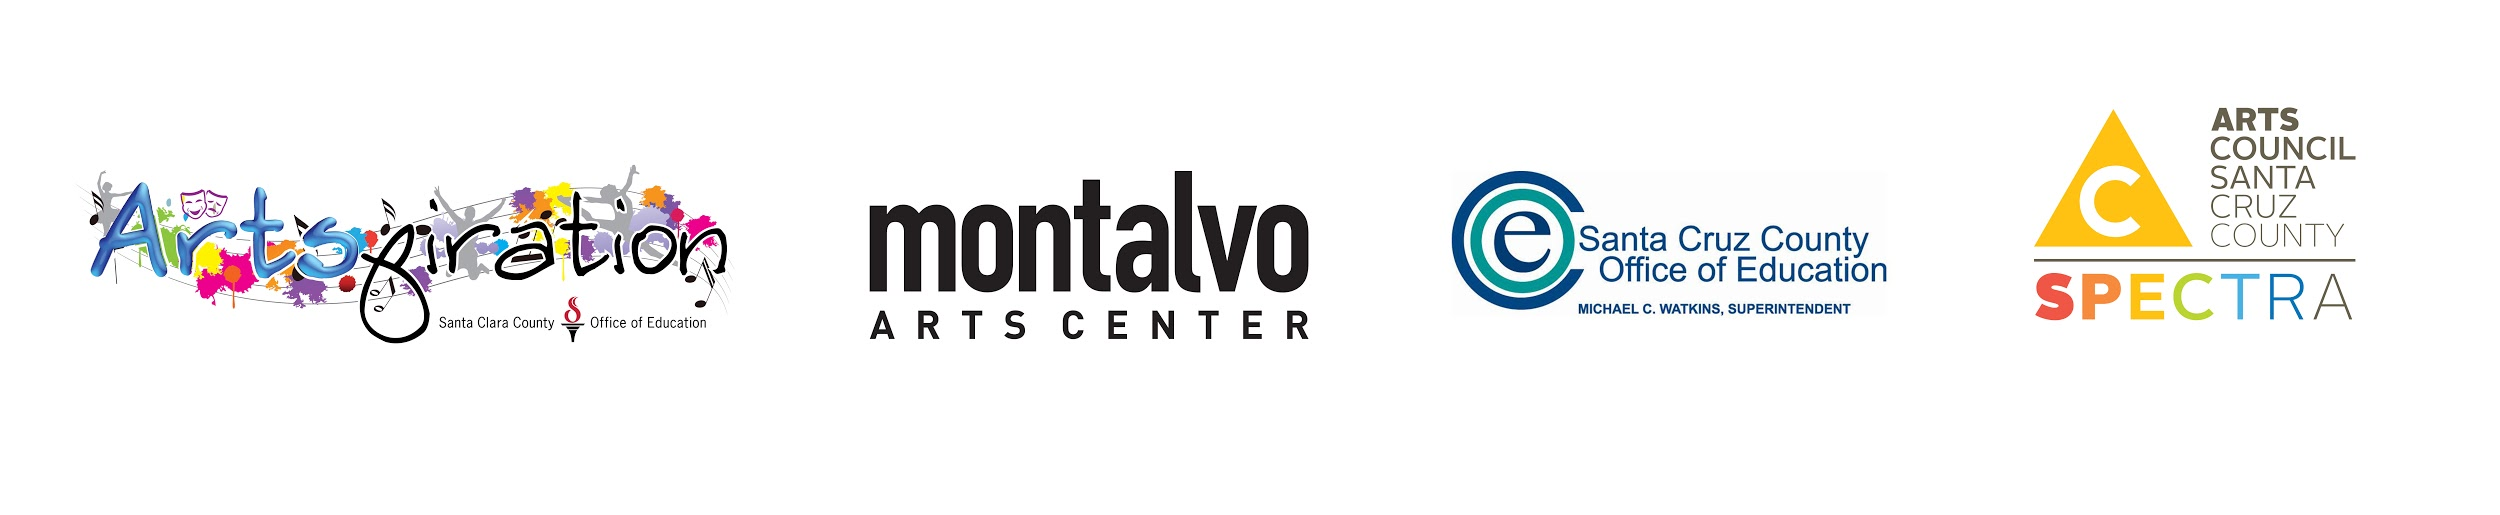 Artspiration
Santa Clara County Office of Education
montalvo
ARTS CENTER
Santa Cruz County
Office of Education
MICHAEL C. WATKINS, SUPERINTENDENT
ARTS
COUNCIL
SANTA
CRUZ
COUNTY
SPECTRA